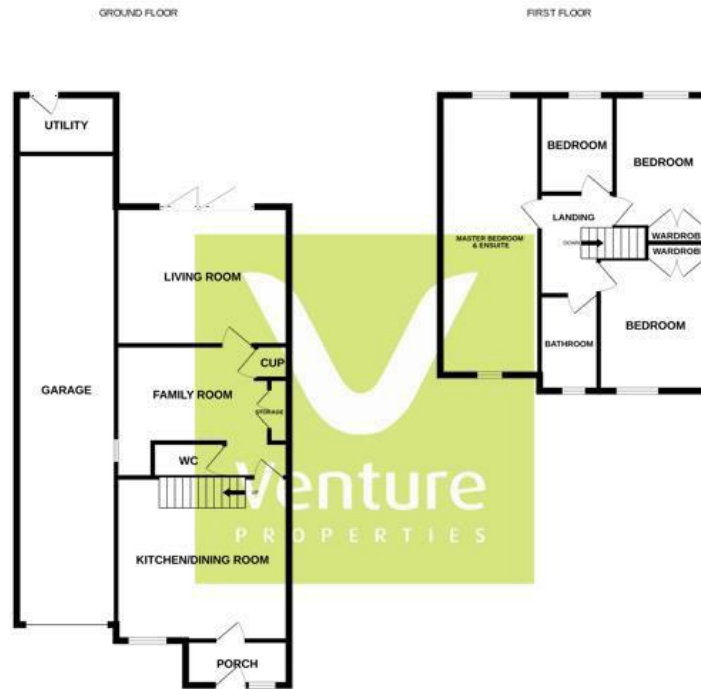 GROUND FLOOR
FIRST FLOOR
UTILITY
LIVING ROOM
GARAGE
CUP
FAMILY ROOM
STORAGE
WC
KITCHEN/DINING ROOM
PORCH
BEDROOM
BEDROOM
LANDING
DOWN
WARDROBE
WARDROBE
MASTER BEDROOM
& ENSUITE
BATHROOM
BEDROOM
Venture
PROPERTIES